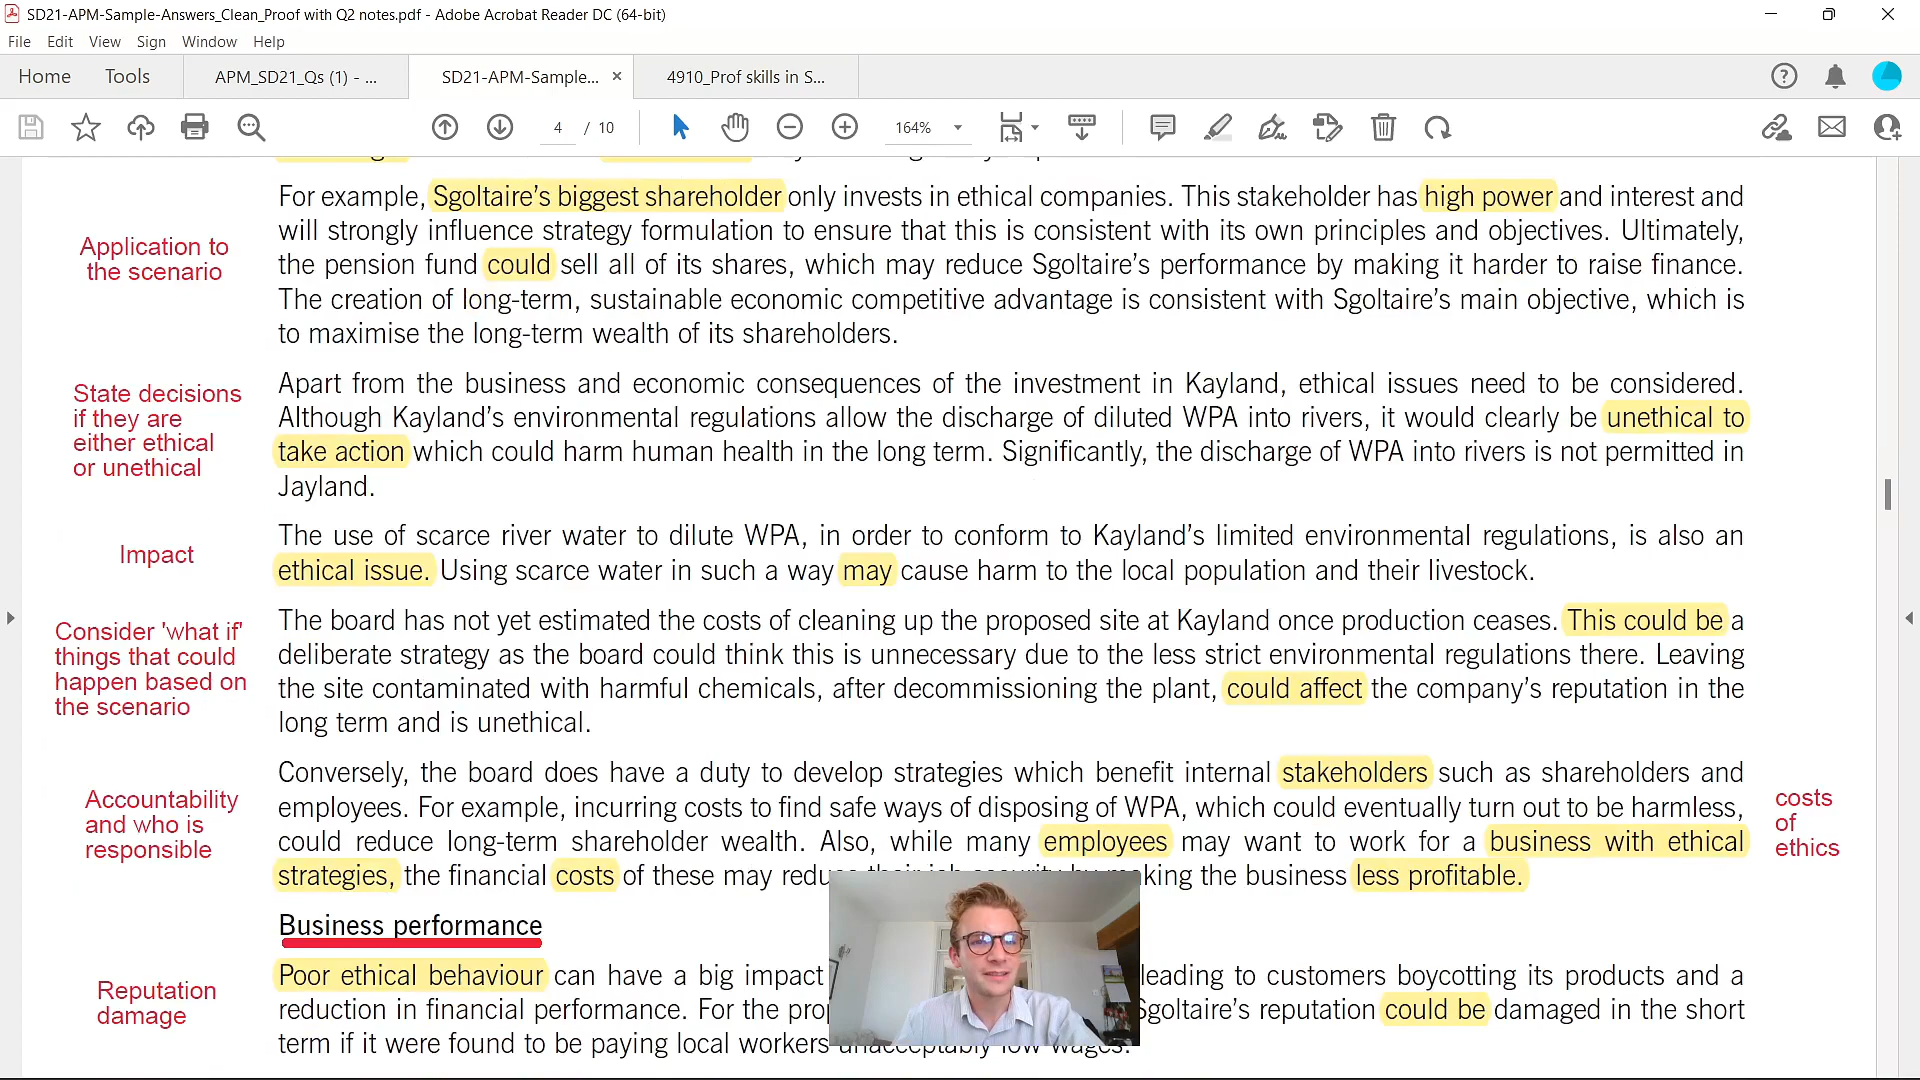 SD21-APM-Sample-Answers_Clean_Proof with Q2 notes.pdf - Adobe Acrobat Reader DC (64-bit)
File Edit View Sign Window Help
Home Tools APM_SD21_Qs (1) - ... SD21-APM-Sample... × 4910_Prof skills in S...
4 / 10 164%
For example, Sgoltaire's biggest shareholder only invests in ethical companies. This stakeholder has high power and interest and
will strongly influence strategy formulation to ensure that this is consistent with its own principles and objectives. Ultimately,
the pension fund could sell all of its shares, which may reduce Sgoltaire's performance by making it harder to raise finance.
The creation of long-term, sustainable economic competitive advantage is consistent with Sgoltaire's main objective, which is
to maximise the long-term wealth of its shareholders.
Application to
the scenario
Apart from the business and economic consequences of the investment in Kayland, ethical issues need to be considered.
Although Kayland's environmental regulations allow the discharge of diluted WPA into rivers, it would clearly be unethical to
take action which could harm human health in the long term. Significantly, the discharge of WPA into rivers is not permitted in
Jayland.
State decisions
if they are
either ethical
or unethical
The use of scarce river water to dilute WPA, in order to conform to Kayland's limited environmental regulations, is also an
ethical issue. Using scarce water in such a way may cause harm to the local population and their livestock.
Impact
The board has not yet estimated the costs of cleaning up the proposed site at Kayland once production ceases. This could be a
deliberate strategy as the board could think this is unnecessary due to the less strict environmental regulations there. Leaving
the site contaminated with harmful chemicals, after decommissioning the plant, could affect the company's reputation in the
long term and is unethical.
Consider 'what if'
things that could
happen based on
the scenario
Conversely, the board does have a duty to develop strategies which benefit internal stakeholders such as shareholders and
employees. For example, incurring costs to find safe ways of disposing of WPA, which could eventually turn out to be harmless,
could reduce long-term shareholder wealth. Also, while many employees may want to work for a business with ethical
strategies, the financial costs of these may reduce their job security by making the business less profitable.
Accountability
and who is
responsible
costs
of
ethics
Business performance
Poor ethical behaviour can have a big impact leading to customers boycotting its products and a
reduction in financial performance. For the Sgoltaire's reputation could be damaged in the short
term if it were found to be paying local workers unacceptably low wages.
Reputation
damage